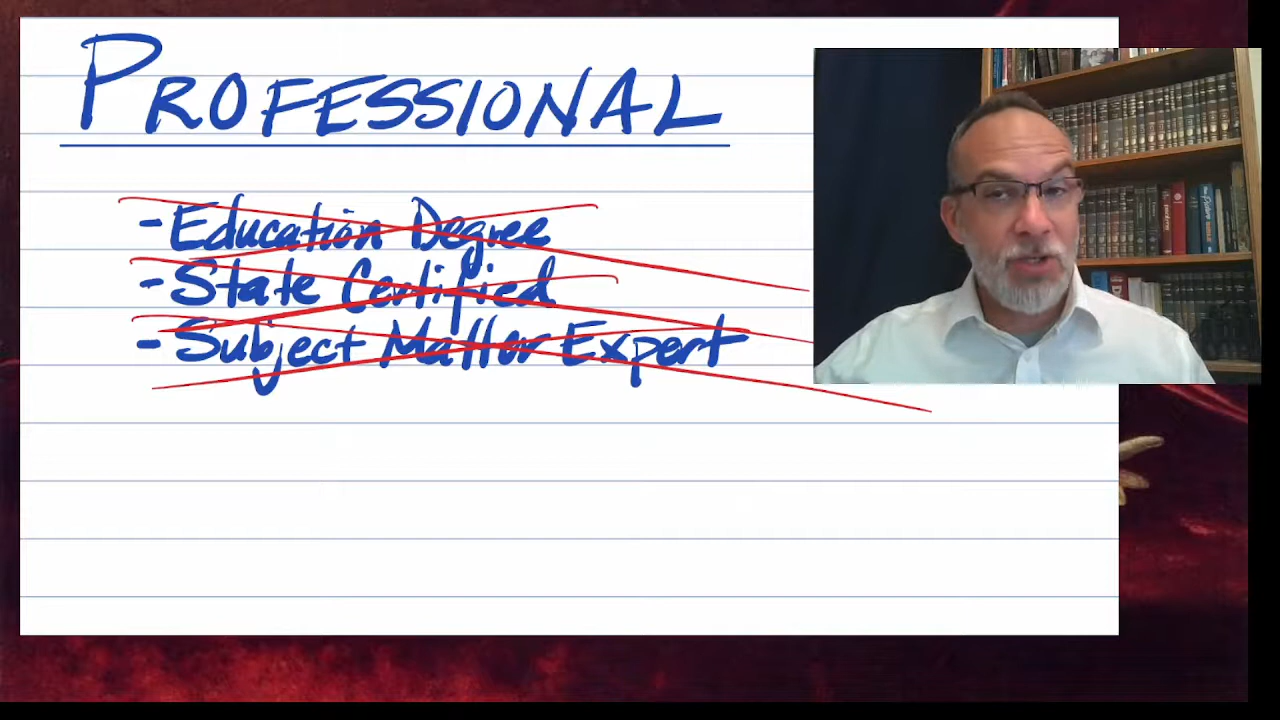 PROFESSIONAL
- Education Degree
- State Certified
- Subject Matter Expert